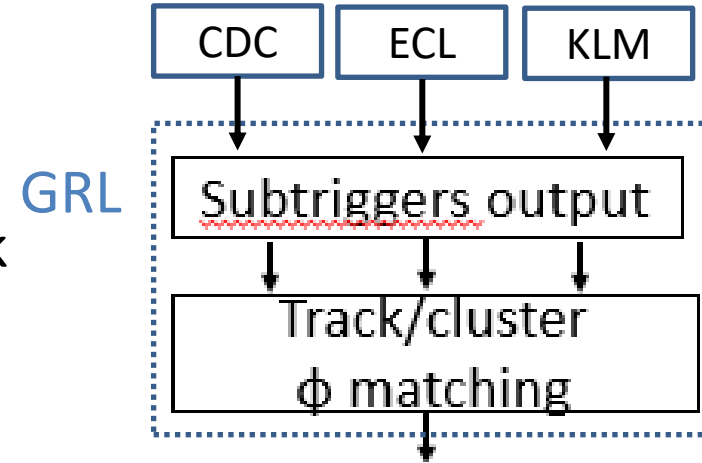 CDC ECL KLM
GRL
Subtriggers output
k
Track/cluster
ϕ matching